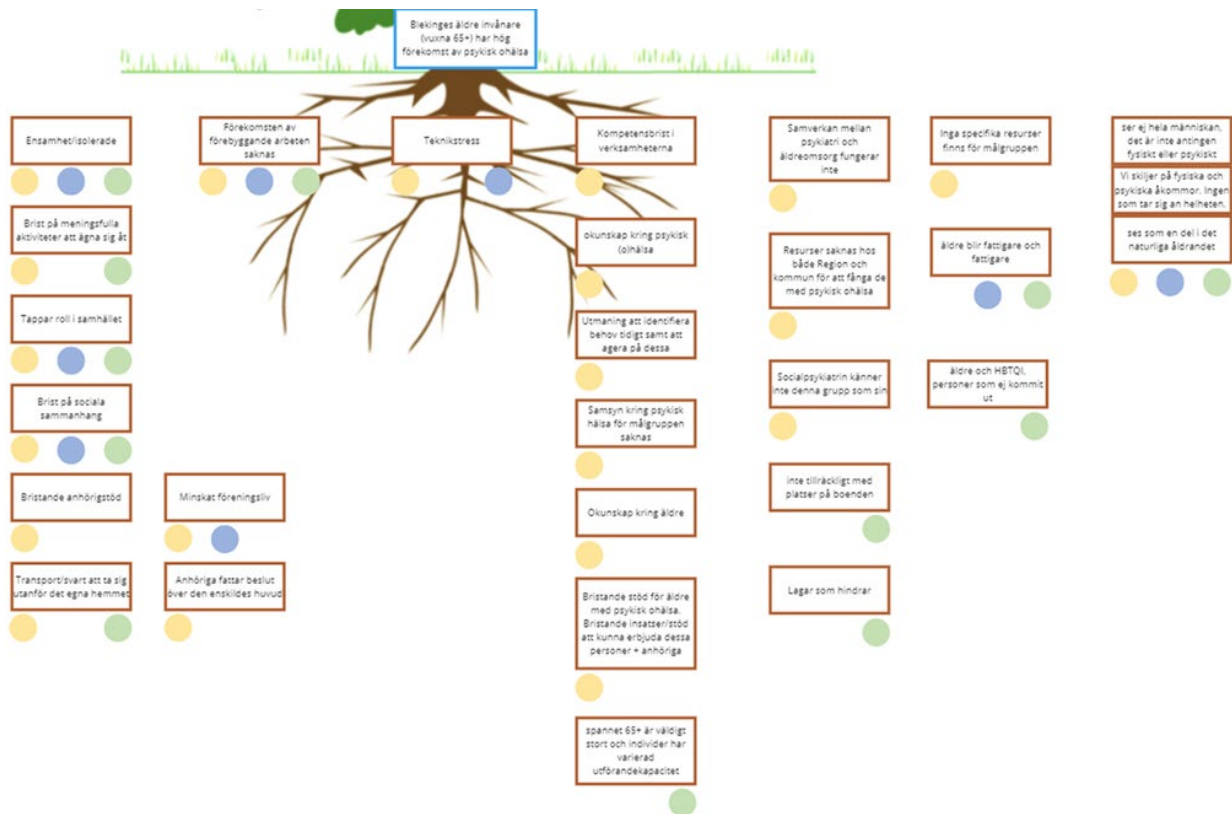 Blekinges äldre invånare
(vuxna 65+) har hög
förekomst av psykisk ohälsa
Ensamhet/isolerade
Brist på meningsfulla
aktiviteter att ägna sig åt
Tappar roll i samhället
Brist på sociala
sammanhang
Bristande anhörigstöd
Transport/svart att ta sig
utanför det egna hemmet
Förekomsten av
förebyggande arbeten
saknas
Minskat föreningsliv
Anhöriga fattar beslut
över den enskildes huvud
Teknikstress
Kompetensbrist i
verksamheterna
okunskap kring psykisk
(o)hälsa
Utmaning att identifiera
behov tidigt samt att
agera på dessa
Samsyn kring psykisk
hälsa för målgruppen
saknas
Okunskap kring äldre
Bristande stöd för äldre
med psykisk ohälsa.
Bristande insatser/stöd
att kunna erbjuda dessa
personer + anhöriga
spannet 65+ är väldigt
stort och individer har
varierad
utförandekapacitet
Samverkan mellan
psykiatri och
äldreomsorg fungerar
inte
Resurser saknas hos
både Region och
kommun för att fånga de
med psykisk ohälsa
Socialpsykiatrin känner
inte denna grupp som sin
inte tillräckligt med
platser på boenden
Lagar som hindrar
Inga specifika resurser
finns för målgruppen
äldre blir fattigare och
fattigare
äldre och HBTQI,
personer som ej kommit
ut
ser ej hela människan,
det är inte antingen
fysiskt eller psykiskt
Vi skiljer på fysiska och
psykiska åkommor. Ingen
som tar sig an helheten.
ses som en del i det
naturliga åldrandet